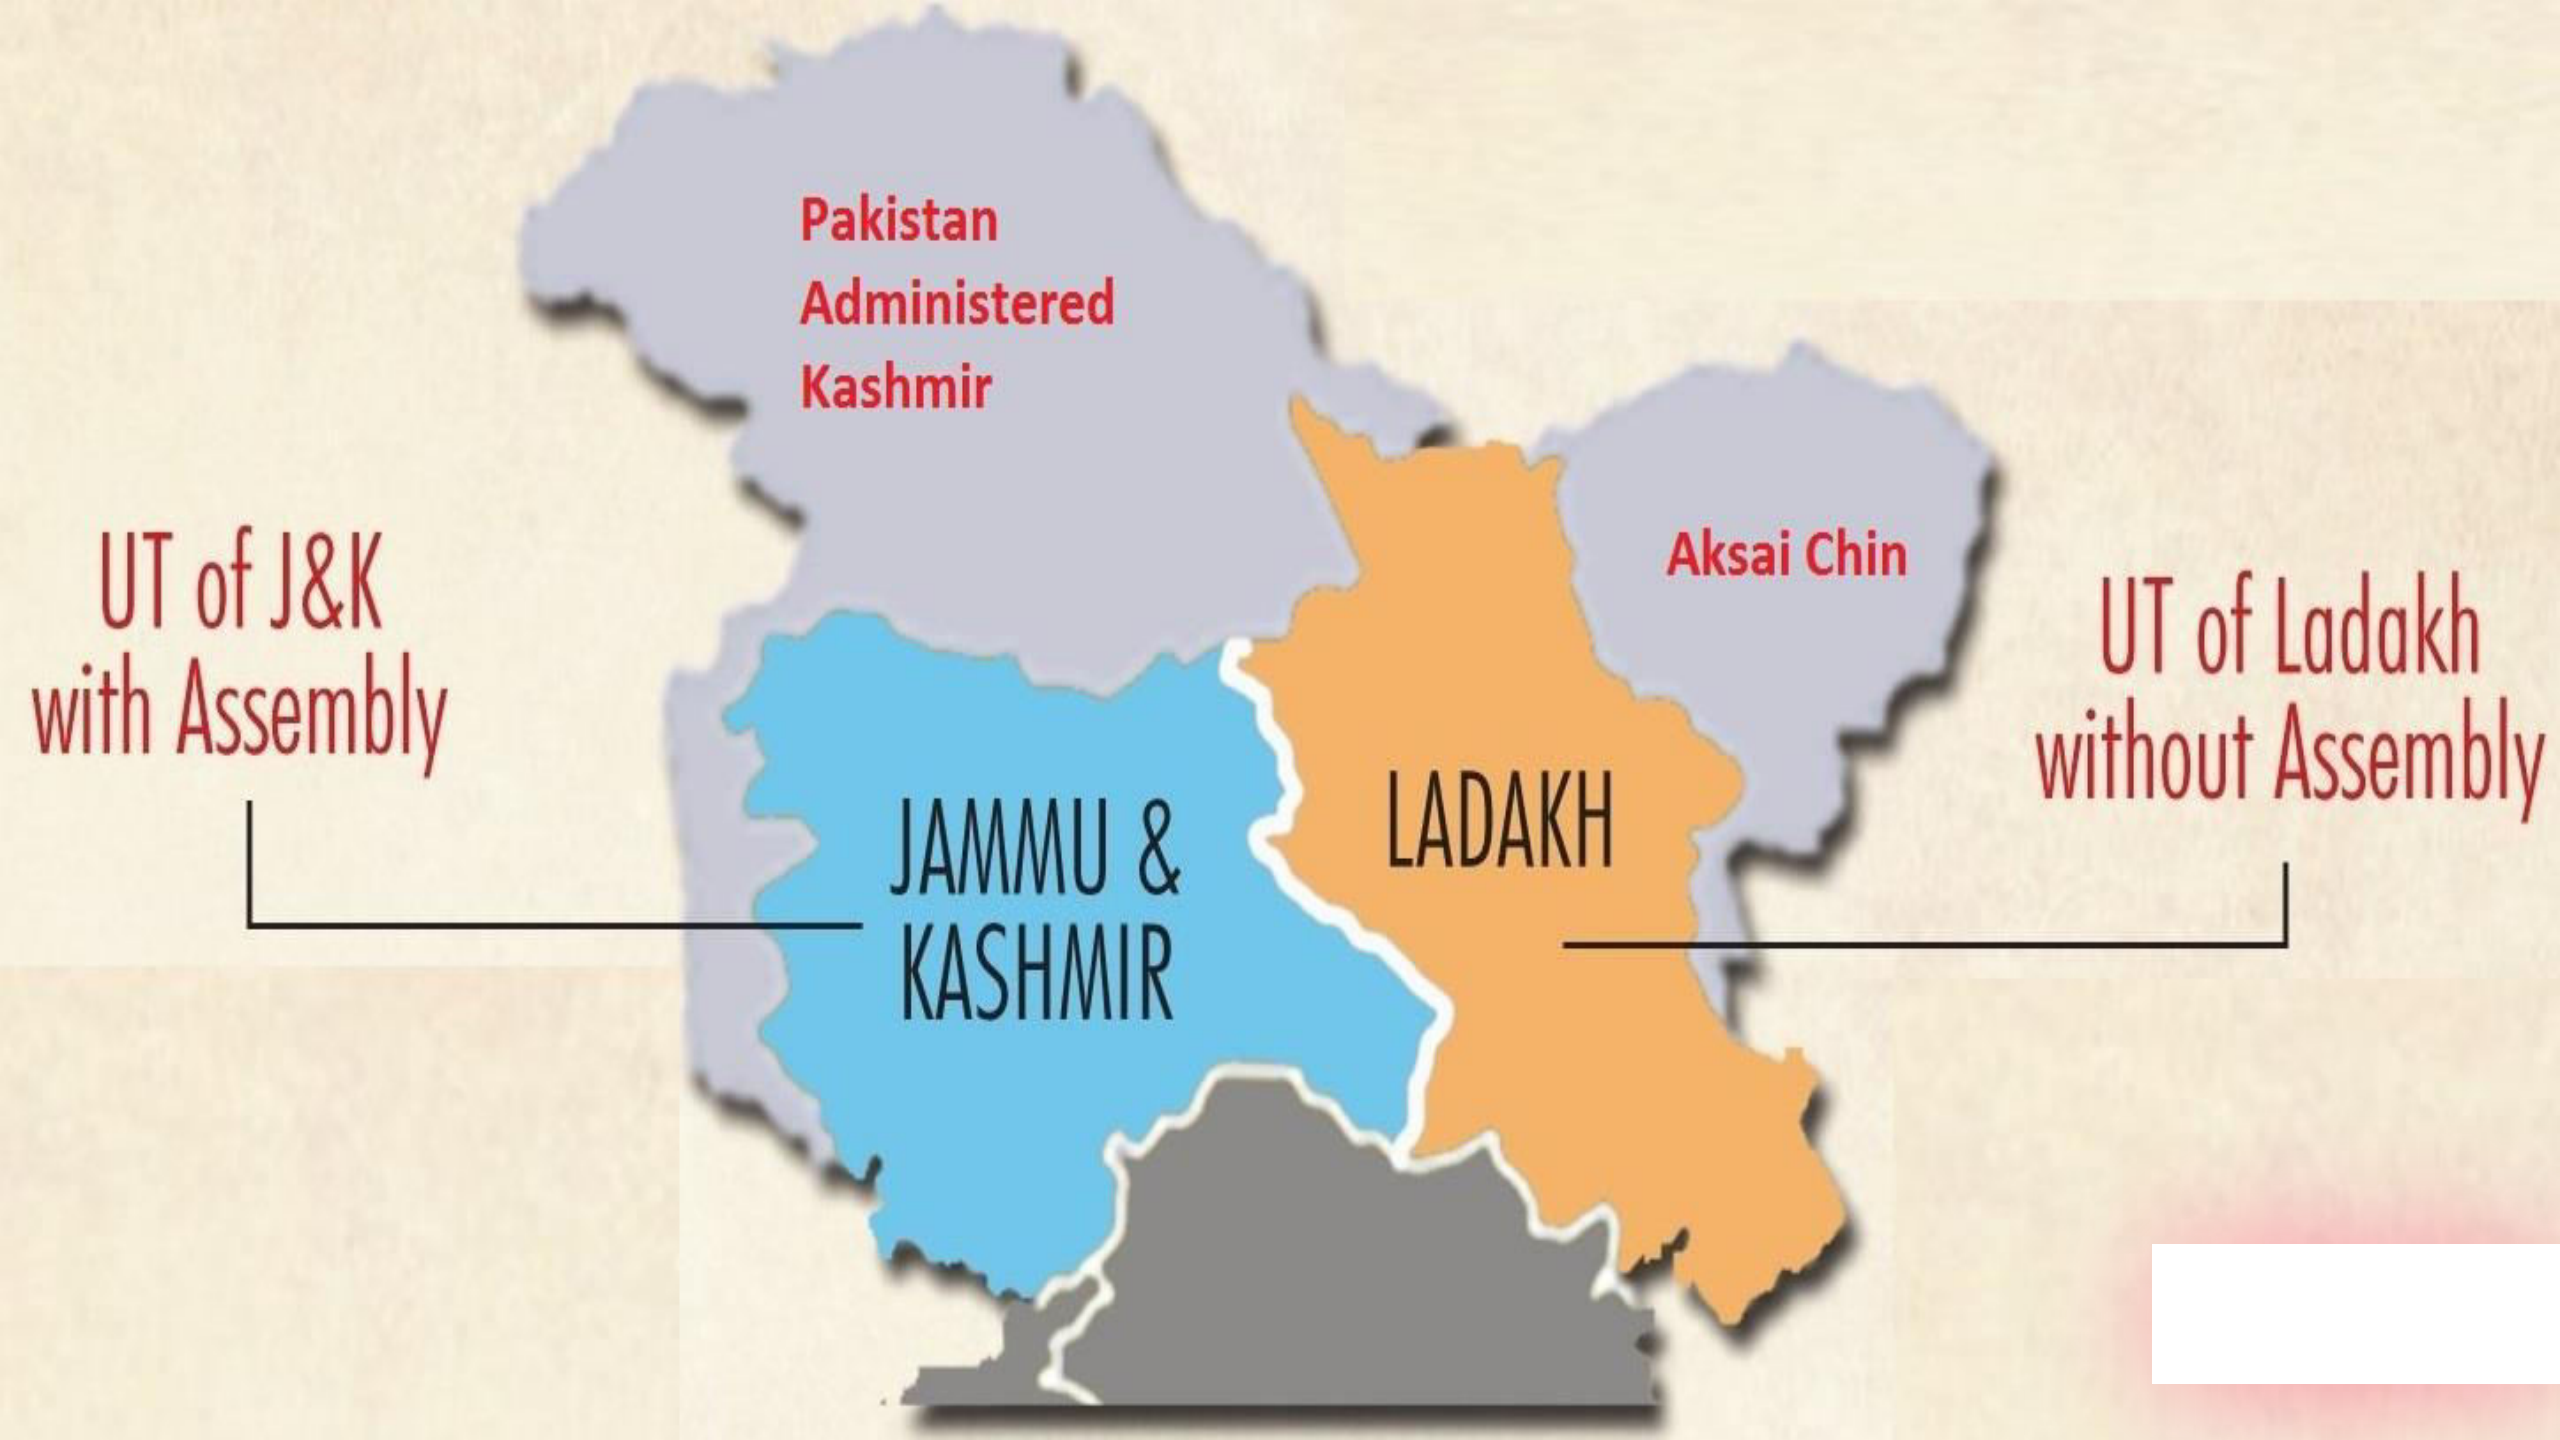 Pakistan
Administered
Kashmir
Aksai Chin
UT of J&K
with Assembly
UT of Ladakh
without Assembly
JAMMU &
KASHMIR
LADAKH